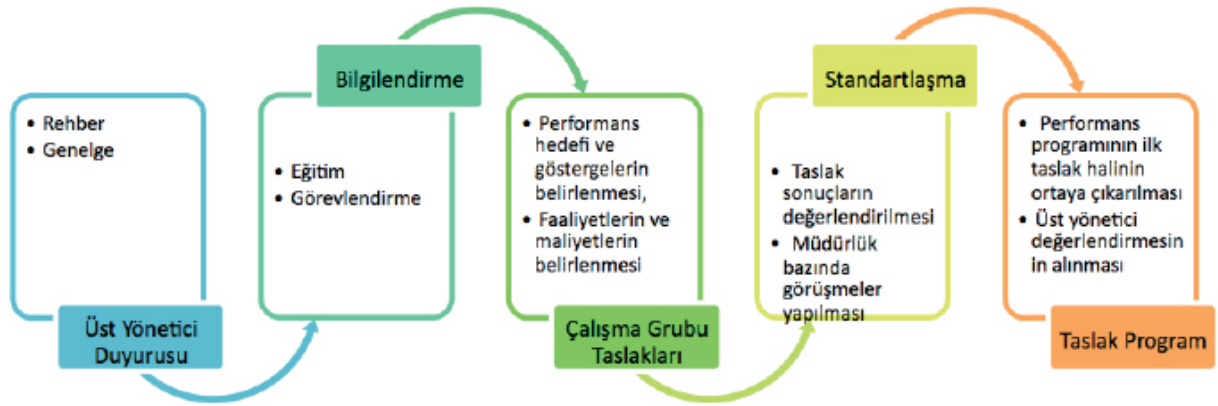 • Rehber
• Genelge
Üst Yönetici
Duyurusu
Bilgilendirme
• Eğitim
• Görevlendirme
• Performans
hedefi ve
göstergelerin
belirlenmesi,
• Faaliyetlerin ve
maliyetlerin
belirlenmesi
Çalışma Grubu
Taslakları
Standartlaşma
• Taslak
sonuçların
değerlendirilmesi
• Müdürlük
bazında
görüşmeler
yapılması
• Performans
programının ilk
taslak halinin
ortaya çıkarılması
• Üst yönetici
değerlendirmesin
in alınması
Taslak Program